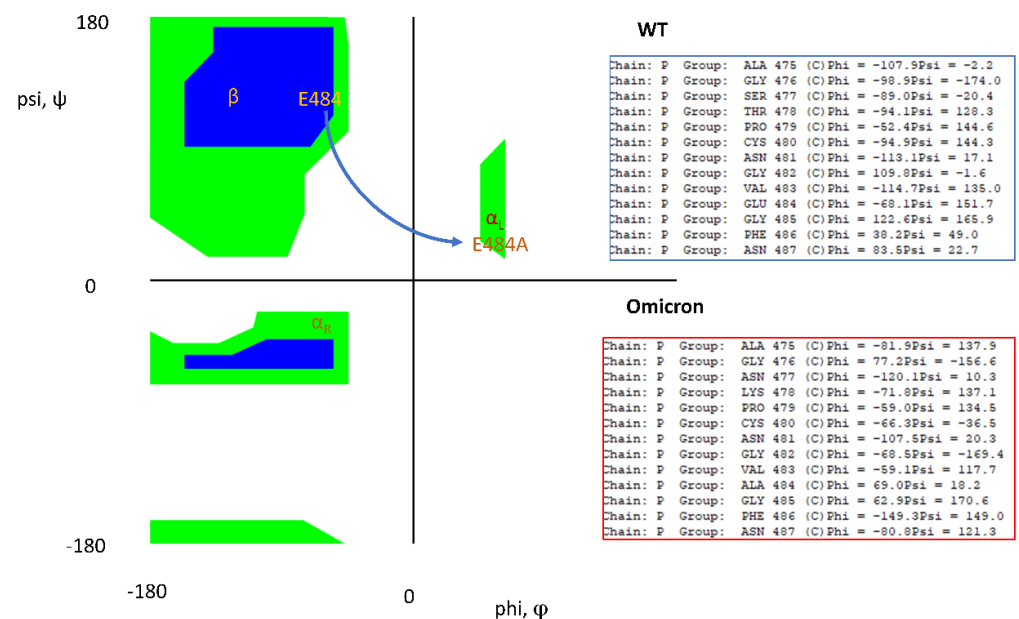 180
psi, ψ
β
E484
α_L
E484A
0
α_R
-180
-180
0
phi, φ
WT
Chain: P Group: ALA 475 (C)Phi = -107.9Psi = -2.2
Chain: P Group: GLY 476 (C)Phi = -98.9Psi = -174.0
Chain: P Group: SER 477 (C)Phi = -89.0Psi = -20.4
Chain: P Group: THR 478 (C)Phi = -94.1Psi = 128.3
Chain: P Group: PRO 479 (C)Phi = -52.4Psi = 144.6
Chain: P Group: CYS 480 (C)Phi = -94.9Psi = 144.3
Chain: P Group: ASN 481 (C)Phi = -113.1Psi = 17.1
Chain: P Group: GLY 482 (C)Phi = 109.8Psi = -1.6
Chain: P Group: VAL 483 (C)Phi = -114.7Psi = 135.0
Chain: P Group: GLU 484 (C)Phi = -68.1Psi = 151.7
Chain: P Group: GLY 485 (C)Phi = 122.6Psi = 165.9
Chain: P Group: PHE 486 (C)Phi = 38.2Psi = 49.0
Chain: P Group: ASN 487 (C)Phi = 83.5Psi = 22.7
Omicron
Chain: P Group: ALA 475 (C)Phi = -81.9Psi = 137.9
Chain: P Group: GLY 476 (C)Phi = 77.2Psi = -156.6
Chain: P Group: ASN 477 (C)Phi = -120.1Psi = 10.3
Chain: P Group: LYS 478 (C)Phi = -71.8Psi = 137.1
Chain: P Group: PRO 479 (C)Phi = -59.0Psi = 134.5
Chain: P Group: CYS 480 (C)Phi = -66.3Psi = -36.5
Chain: P Group: ASN 481 (C)Phi = -107.5Psi = 20.3
Chain: P Group: GLY 482 (C)Phi = -68.5Psi = -169.4
Chain: P Group: VAL 483 (C)Phi = -59.1Psi = 117.7
Chain: P Group: ALA 484 (C)Phi = 69.0Psi = 18.2
Chain: P Group: GLY 485 (C)Phi = 62.9Psi = 170.6
Chain: P Group: PHE 486 (C)Phi = -149.3Psi = 149.0
Chain: P Group: ASN 487 (C)Phi = -80.8Psi = 121.3